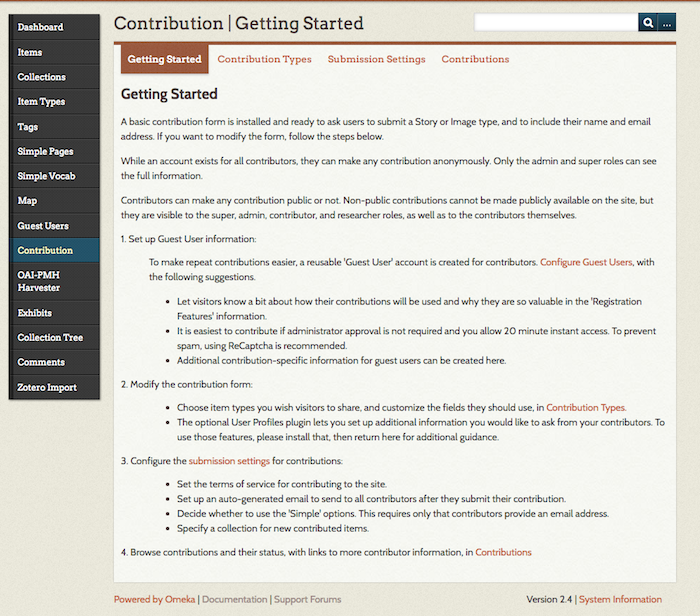 Contribution | Getting Started
...
Dashboard
Items
Collections
Item Types
Tags
Simple Pages
Simple Vocab
Map
Guest Users
Contribution
OAI-PMH
Harvester
Exhibits
Collection Tree
Comments
Zotero Import
Getting Started
Contribution Types
Submission Settings
Contributions
Getting Started
A basic contribution form is installed and ready to ask users to submit a Story or Image type, and to include their name and email
address. If you want to modify the form, follow the steps below.
While an account exists for all contributors, they can make any contribution anonymously. Only the admin and super roles can see
the full information.
Contributors can make any contribution public or not. Non-public contributions cannot be made publicly available on the site, but
they are visible to the super, admin, contributor, and researcher roles, as well as to the contributors themselves.
1. Set up Guest User information:
To make repeat contributions easier, a reusable 'Guest User' account is created for contributors. Configure Guest Users, with
the following suggestions.
• Let visitors know a bit about how their contributions will be used and why they are so valuable in the 'Registration
Features' information.
• It is easiest to contribute if administrator approval is not required and you allow 20 minute instant access. To prevent
spam, using ReCaptcha is recommended.
• Additional contribution-specific information for guest users can be created here.
2. Modify the contribution form:
• Choose item types you wish visitors to share, and customize the fields they should use, in Contribution Types.
• The optional User Profiles plugin lets you set up additional information you would like to ask from your contributors. To
use those features, please install that, then return here for additional guidance.
3. Configure the submission settings for contributions:
• Set the terms of service for contributing to the site.
• Set up an auto-generated email to send to all contributors after they submit their contribution.
• Decide whether to use the 'Simple' options. This requires only that contributors provide an email address.
• Specify a collection for new contributed items.
4. Browse contributions and their status, with links to more contributor information, in Contributions
Powered by Omeka | Documentation | Support Forums
Version 2.4 | System Information